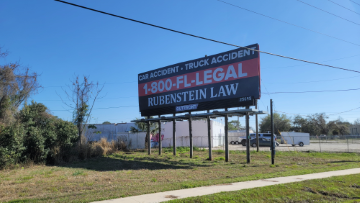 CAR ACCIDENT • TRUCK ACCIDENT
1-800-FL-LEGAL
RUBENSTEIN LAW